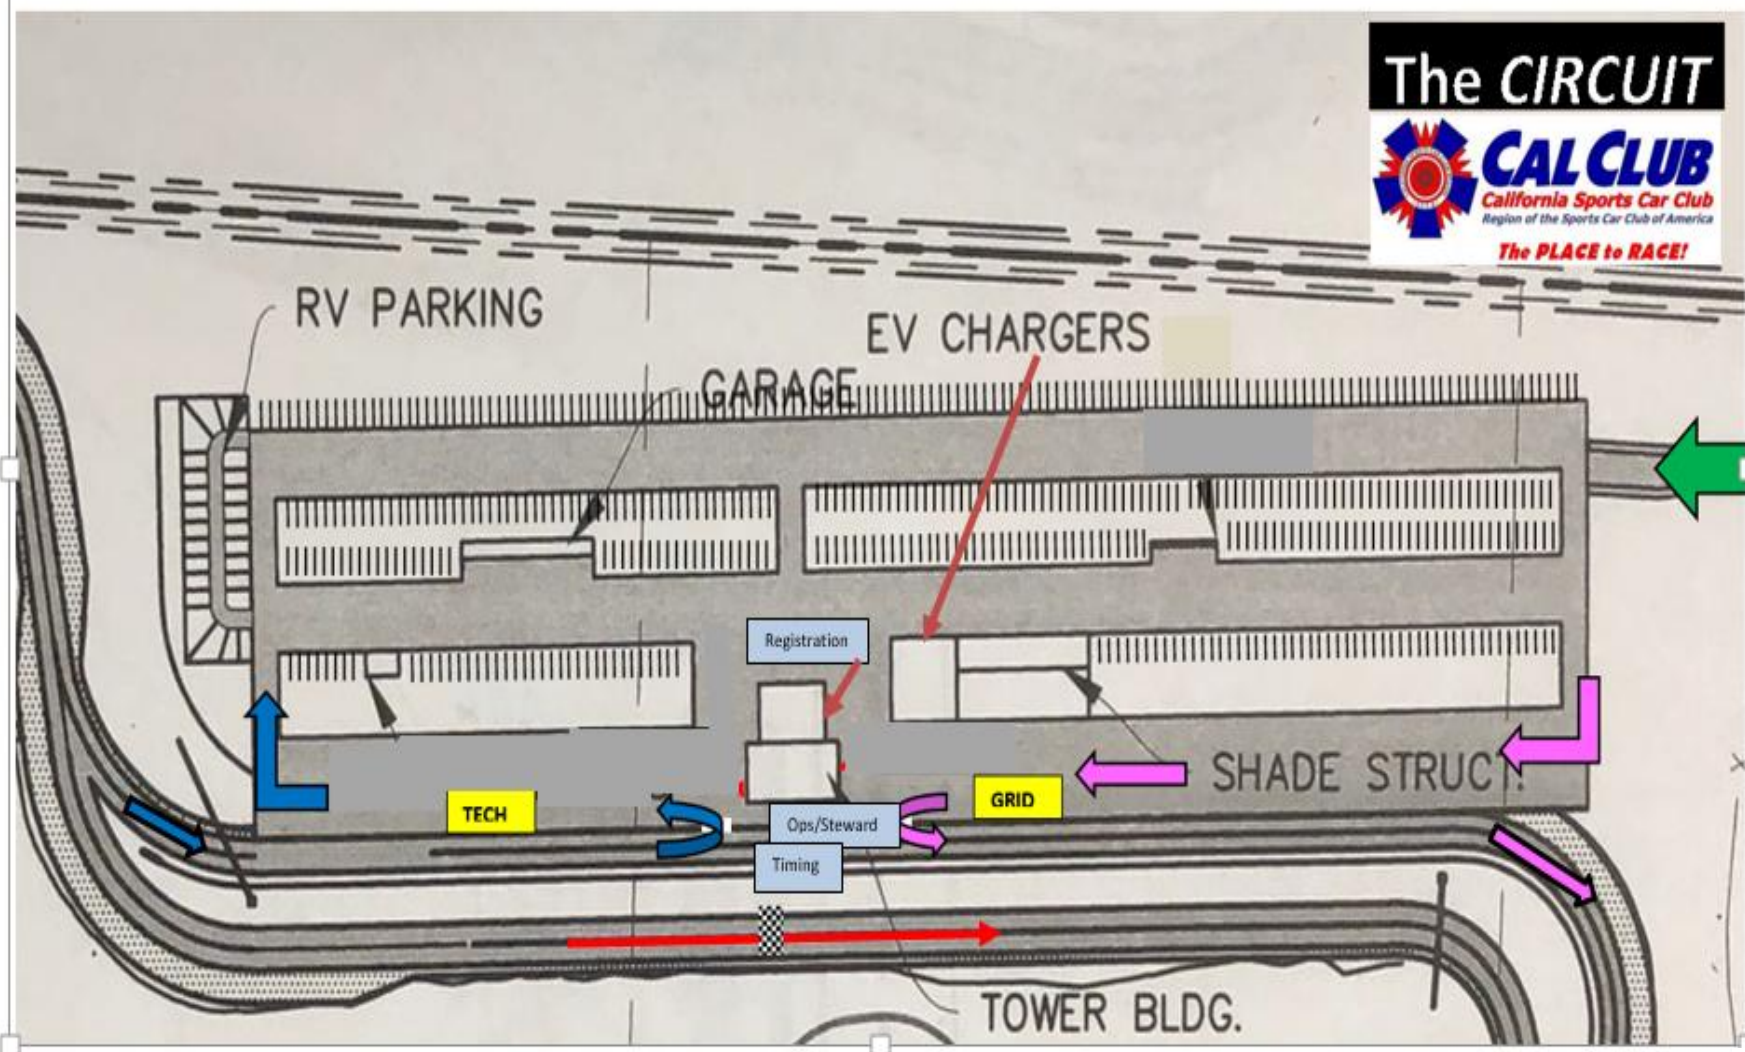 The CIRCUIT
CAL CLUB
California Sports Car Club
Region of the Sports Car Club of America
The PLACE to RACE!
RV PARKING
EV CHARGERS
GARAGE
Registration
SHADE STRUCT.
TECH
GRID
Ops/Steward
Timing
TOWER BLDG.